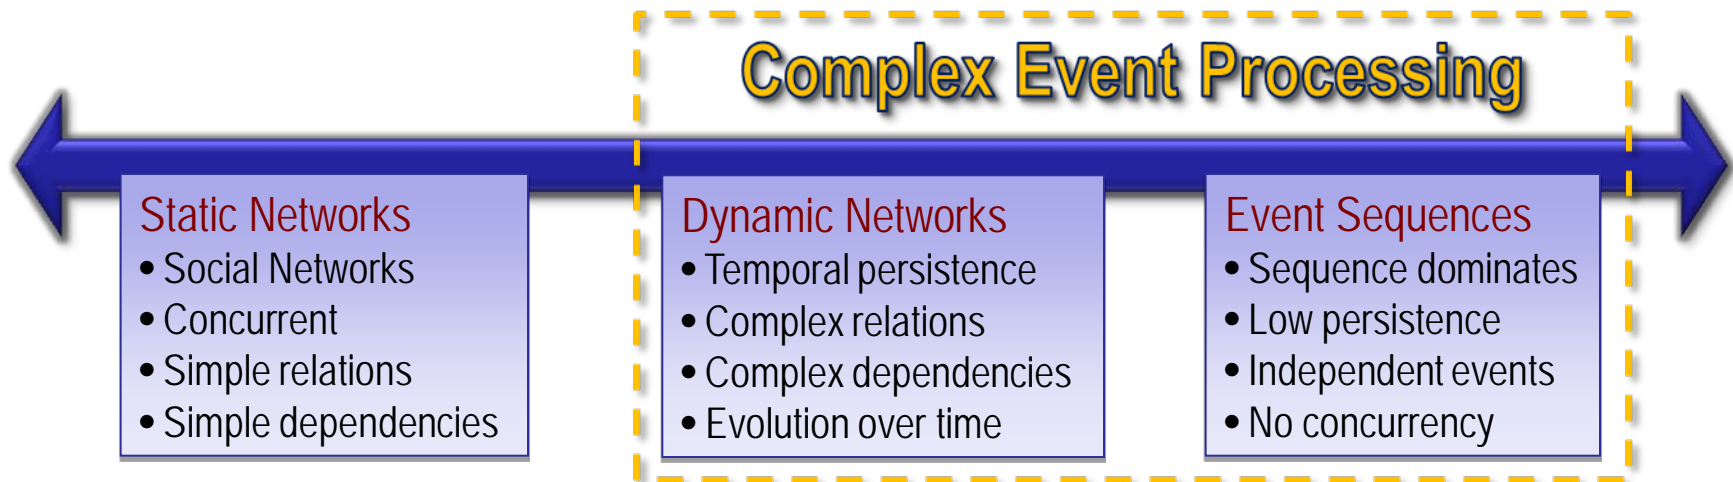 Complex Event Processing
Static Networks
• Social Networks
• Concurrent
• Simple relations
• Simple dependencies
Dynamic Networks
• Temporal persistence
• Complex relations
• Complex dependencies
• Evolution over time
Event Sequences
• Sequence dominates
• Low persistence
• Independent events
• No concurrency